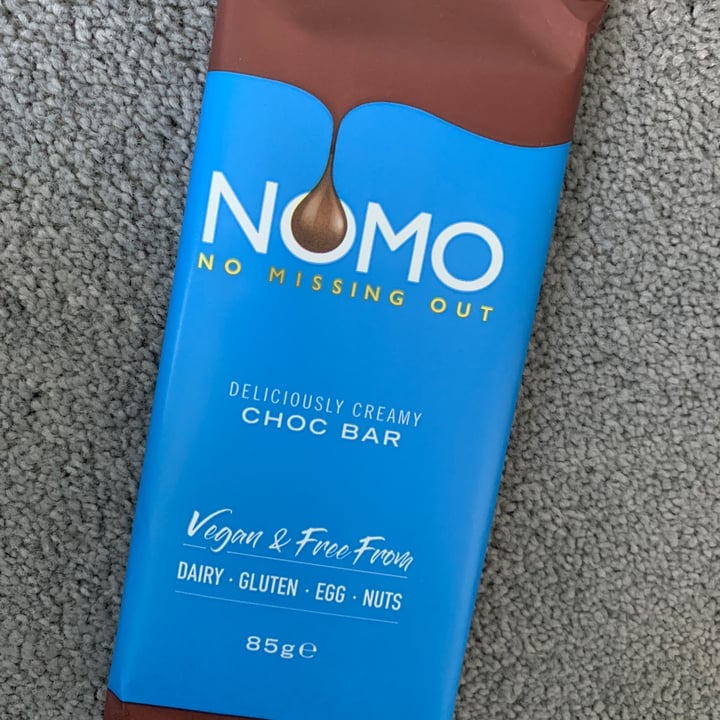 NOMO
NO MISSING OUT
DELICIOUSLY CREAMY
CHOC BAR
Vegan & Free From
DAIRY · GLUTEN · EGG · NUTS
85g℮